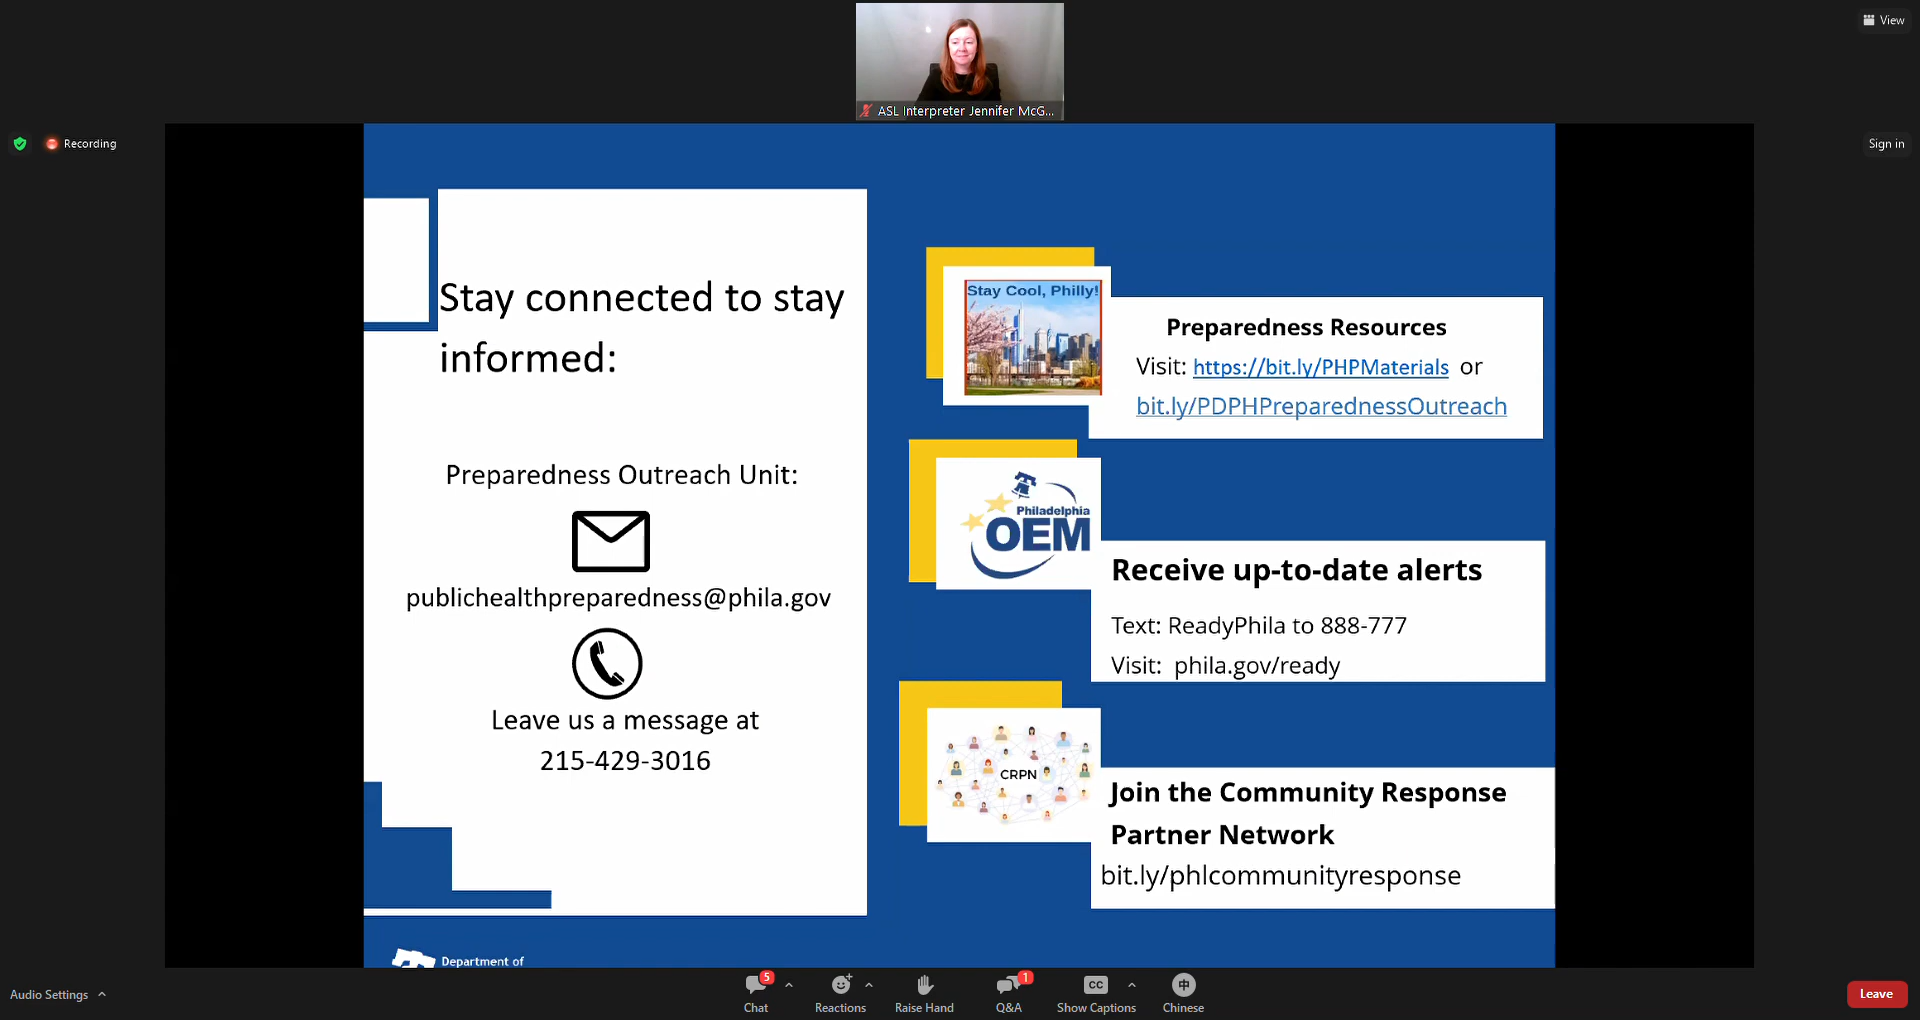 View
ASL Interpreter Jennifer McG...
Recording
Sign in
Stay connected to stay
informed:
Preparedness Outreach Unit:
publichealthpreparedness@phila.gov
Leave us a message at
215-429-3016
Stay Cool, Philly!
Preparedness Resources
Visit: https://bit.ly/PHPMaterials or
bit.ly/PDPHPreparednessOutreach
Philadelphia
OEM
Receive up-to-date alerts
Text: ReadyPhila to 888-777
Visit: phila.gov/ready
CRPN
Join the Community Response
Partner Network
bit.ly/phlcommunityresponse
Department of
Audio Settings
5
Chat
Reactions
Raise Hand
1
Q&A
CC
Show Captions
中
Chinese
Leave